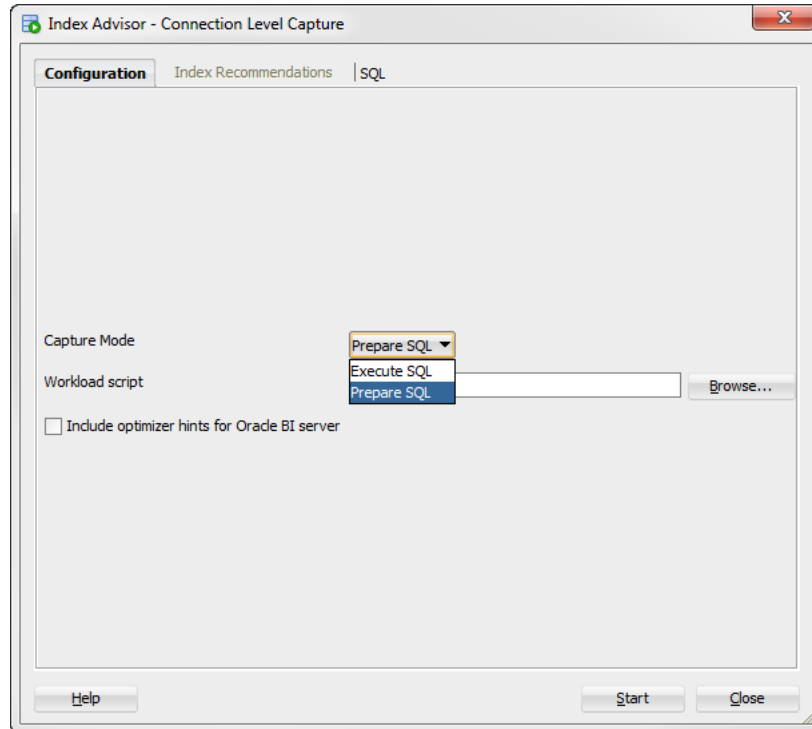 Index Advisor - Connection Level Capture
Configuration Index Recommendations SQL
Capture Mode Prepare SQL
Execute SQL
Workload script Prepare SQL Browse...
Include optimizer hints for Oracle BI server
Help Start Close